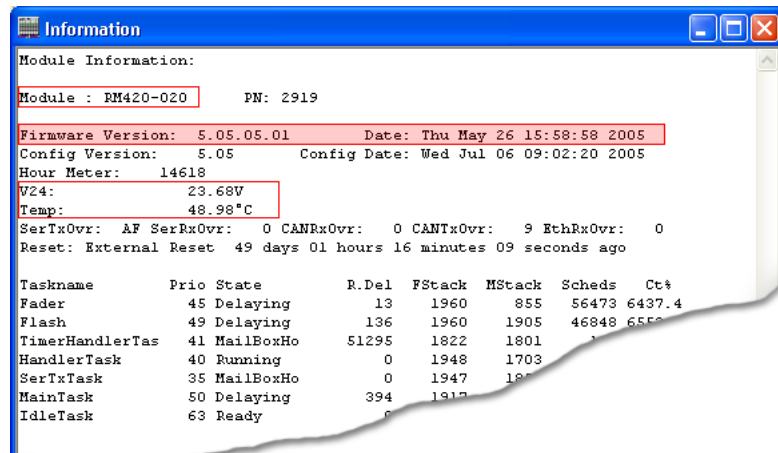 Information
Module Information:
Module : RM420-020 PN: 2919
Firmware Version: 5.05.05.01 Date: Thu May 26 15:58:58 2005
Config Version: 5.05 Config Date: Wed Jul 06 09:02:20 2005
Hour Meter: 14618
V24: 23.68V
Temp: 48.98°C
SerTxOvr: AF SerRxOvr: 0 CANRxOvr: 0 CANTxOvr: 9 EthRxOvr: 0
Reset: External Reset 49 days 01 hours 16 minutes 09 seconds ago
Taskname Prio State R.Del FStack MStack Scheds Ct%
Fader 45 Delaying 13 1960 855 56473 6437.4
Flash 49 Delaying 136 1960 1905 46848
TimerHandlerTas 41 MailBoxHo 51295 1822 1801
HandlerTask 40 Running 0 1948 1703
SerTxTask 35 MailBoxHo 0 1947
MainTask 50 Delaying 394 1917
IdleTask 63 Ready